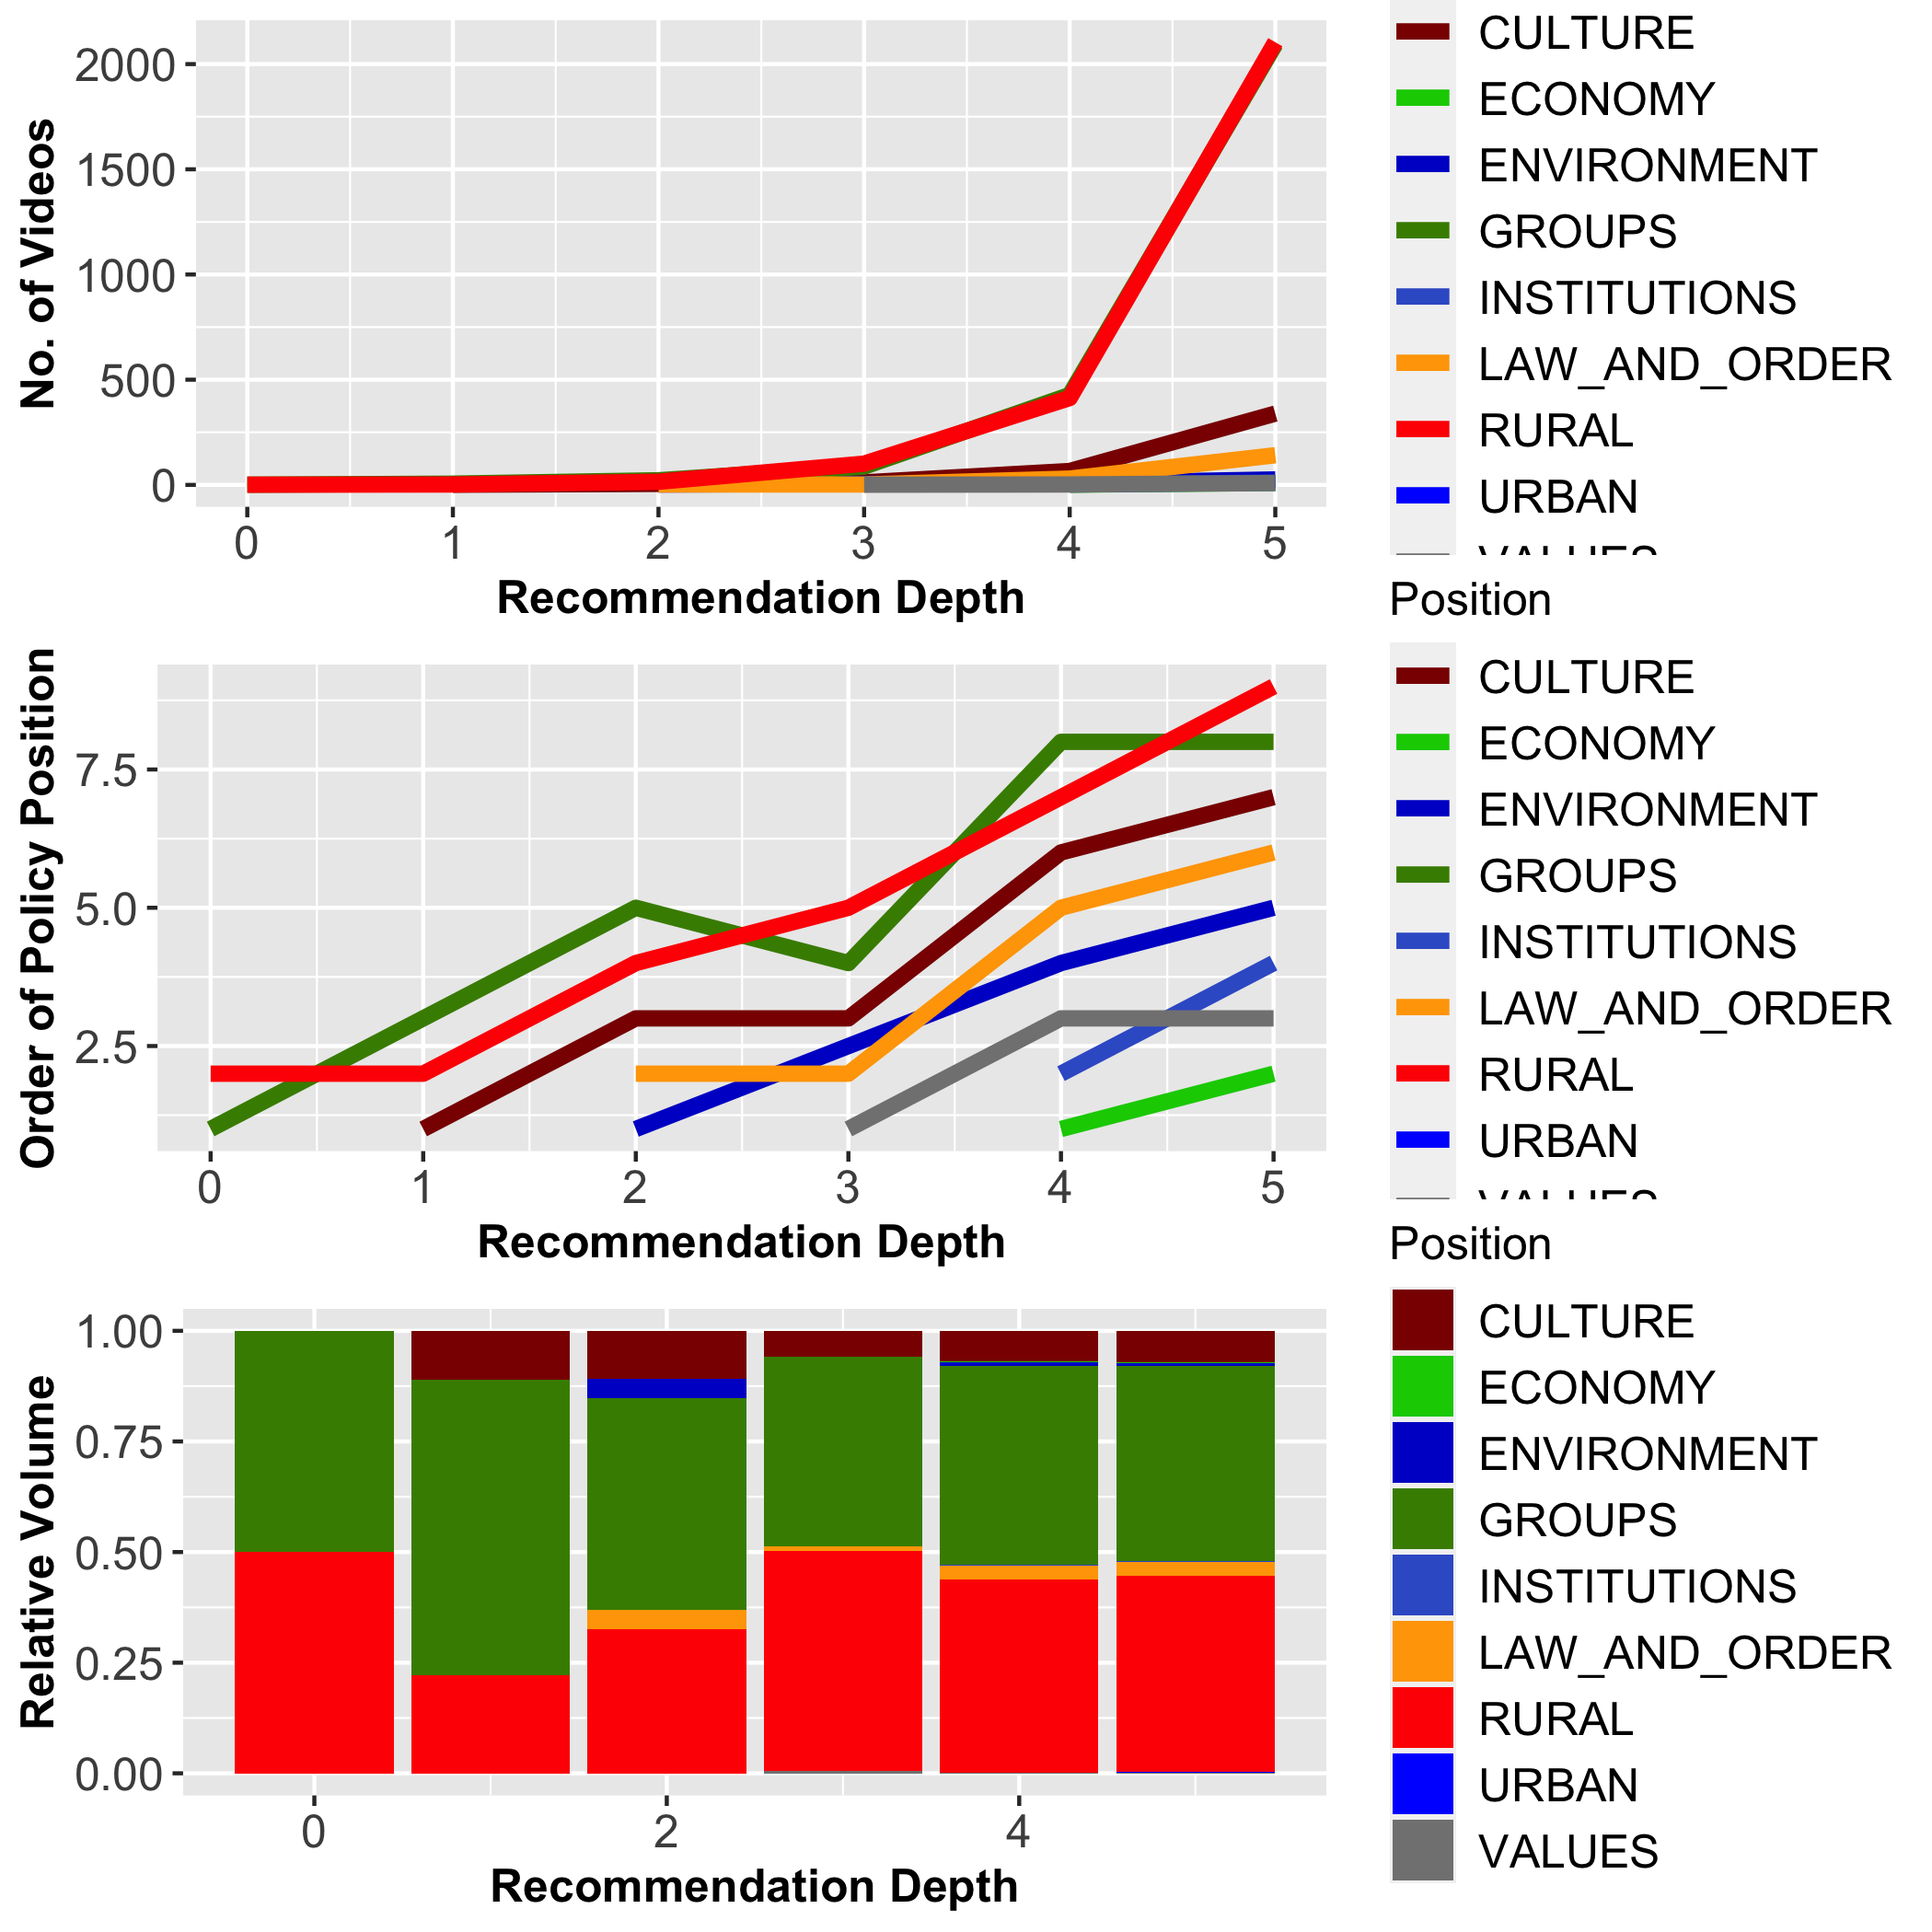 2000
1500
1000
500
0
No. of Videos
0 1 2 3 4 5
Recommendation Depth
CULTURE
ECONOMY
ENVIRONMENT
GROUPS
INSTITUTIONS
LAW_AND_ORDER
RURAL
URBAN
VALUES
Position
7.5
5.0
2.5
Order of Policy Position
0 1 2 3 4 5
Recommendation Depth
CULTURE
ECONOMY
ENVIRONMENT
GROUPS
INSTITUTIONS
LAW_AND_ORDER
RURAL
URBAN
VALUES
Position
1.00
0.75
0.50
0.25
0.00
Relative Volume
0 2 4
Recommendation Depth
CULTURE
ECONOMY
ENVIRONMENT
GROUPS
INSTITUTIONS
LAW_AND_ORDER
RURAL
URBAN
VALUES